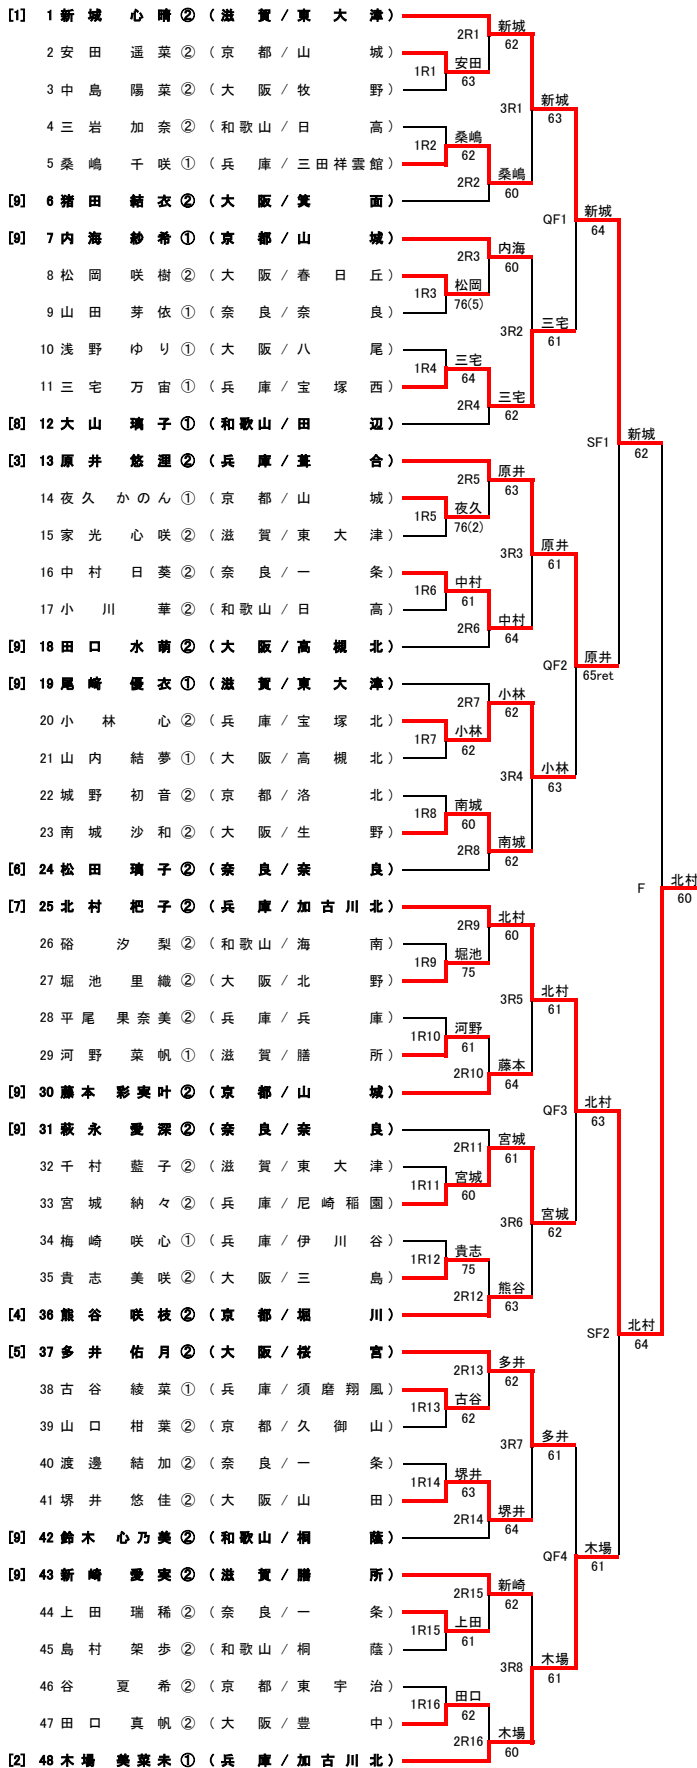 [1] 1 新城 心晴 ② (滋賀/東大津)
2 安田 遥菜 ② (京都/山城)
3 中島 陽菜 ② (大阪/牧野)
4 三岩 加奈 ② (和歌山/日高)
5 桑嶋 千咲 ① (兵庫/三田祥雲館)
[9] 6 猪田 結衣 ② (大阪/箕面)
[9] 7 内海 紗希 ① (京都/山城)
8 松岡 咲樹 ② (大阪/春日丘)
9 山田 芽依 ① (奈良/奈良)
10 浅野 ゆり ① (大阪/八尾)
11 三宅 万宙 ① (兵庫/宝塚西)
[8] 12 大山 璃子 ① (和歌山/田辺)
[3] 13 原井 悠浬 ② (兵庫/葺合)
14 夜久 かのん ① (京都/山城)
15 家光 心咲 ② (滋賀/東大津)
16 中村 日葵 ② (奈良/一条)
17 小川 華 ② (和歌山/日高)
[9] 18 田口 水萌 ② (大阪/高槻北)
[9] 19 尾崎 優衣 ① (滋賀/東大津)
20 小林 心 ② (兵庫/宝塚北)
21 山内 結夢 ① (大阪/高槻北)
22 城野 初音 ② (京都/洛北)
23 南城 沙和 ② (大阪/生野)
[6] 24 松田 璃子 ② (奈良/奈良)
[7] 25 北村 杷子 ② (兵庫/加古川北)
26 硲 汐梨 ② (和歌山/海南)
27 堀池 里織 ② (大阪/北野)
28 平尾 果奈美 ② (兵庫/兵庫)
29 河野 菜帆 ① (滋賀/膳所)
[9] 30 藤本 彩実叶 ② (京都/山城)
[9] 31 萩永 愛深 ② (奈良/奈良)
32 千村 藍子 ② (滋賀/東大津)
33 宮城 納々 ② (兵庫/尼崎稲園)
34 梅崎 咲心 ① (兵庫/伊川谷)
35 貴志 美咲 ② (大阪/三島)
[4] 36 熊谷 咲枝 ② (京都/堀川)
[5] 37 多井 佑月 ② (大阪/桜宮)
38 古谷 綾菜 ① (兵庫/須磨翔風)
39 山口 柑葉 ② (京都/久御山)
40 渡邊 結加 ② (奈良/一条)
41 堺井 悠佳 ② (大阪/山田)
[9] 42 鈴木 心乃美 ② (和歌山/桐蔭)
[9] 43 新崎 愛実 ② (滋賀/膳所)
44 上田 瑞稀 ② (奈良/一条)
45 島村 架歩 ② (和歌山/桐蔭)
46 谷 夏希 ② (京都/東宇治)
47 田口 真帆 ② (大阪/豊中)
[2] 48 木場 美菜未 ① (兵庫/加古川北)
1R1 安田 63
1R2 桑嶋 62
1R3 松岡 76(5)
1R4 三宅 64
1R5 夜久 76(2)
1R6 中村 61
1R7 小林 62
1R8 南城 60
1R9 堀池 75
1R10 河野 61
1R11 宮城 60
1R12 貴志 75
1R13 古谷 62
1R14 堺井 63
1R15 上田 61
1R16 田口 62
2R1 新城 62
2R2 桑嶋 60
2R3 内海 60
2R4 三宅 62
2R5 原井 63
2R6 中村 64
2R7 小林 62
2R8 南城 62
2R9 北村 60
2R10 藤本 64
2R11 宮城 61
2R12 熊谷 63
2R13 多井 62
2R14 堺井 64
2R15 新崎 62
2R16 木場 60
3R1 新城 63
3R2 三宅 61
3R3 原井 61
3R4 小林 63
3R5 北村 61
3R6 宮城 62
3R7 多井 61
3R8 木場 61
QF1 新城 64
QF2 原井 65ret
QF3 北村 63
QF4 木場 61
SF1 新城 62
SF2 北村 64
F 北村 60